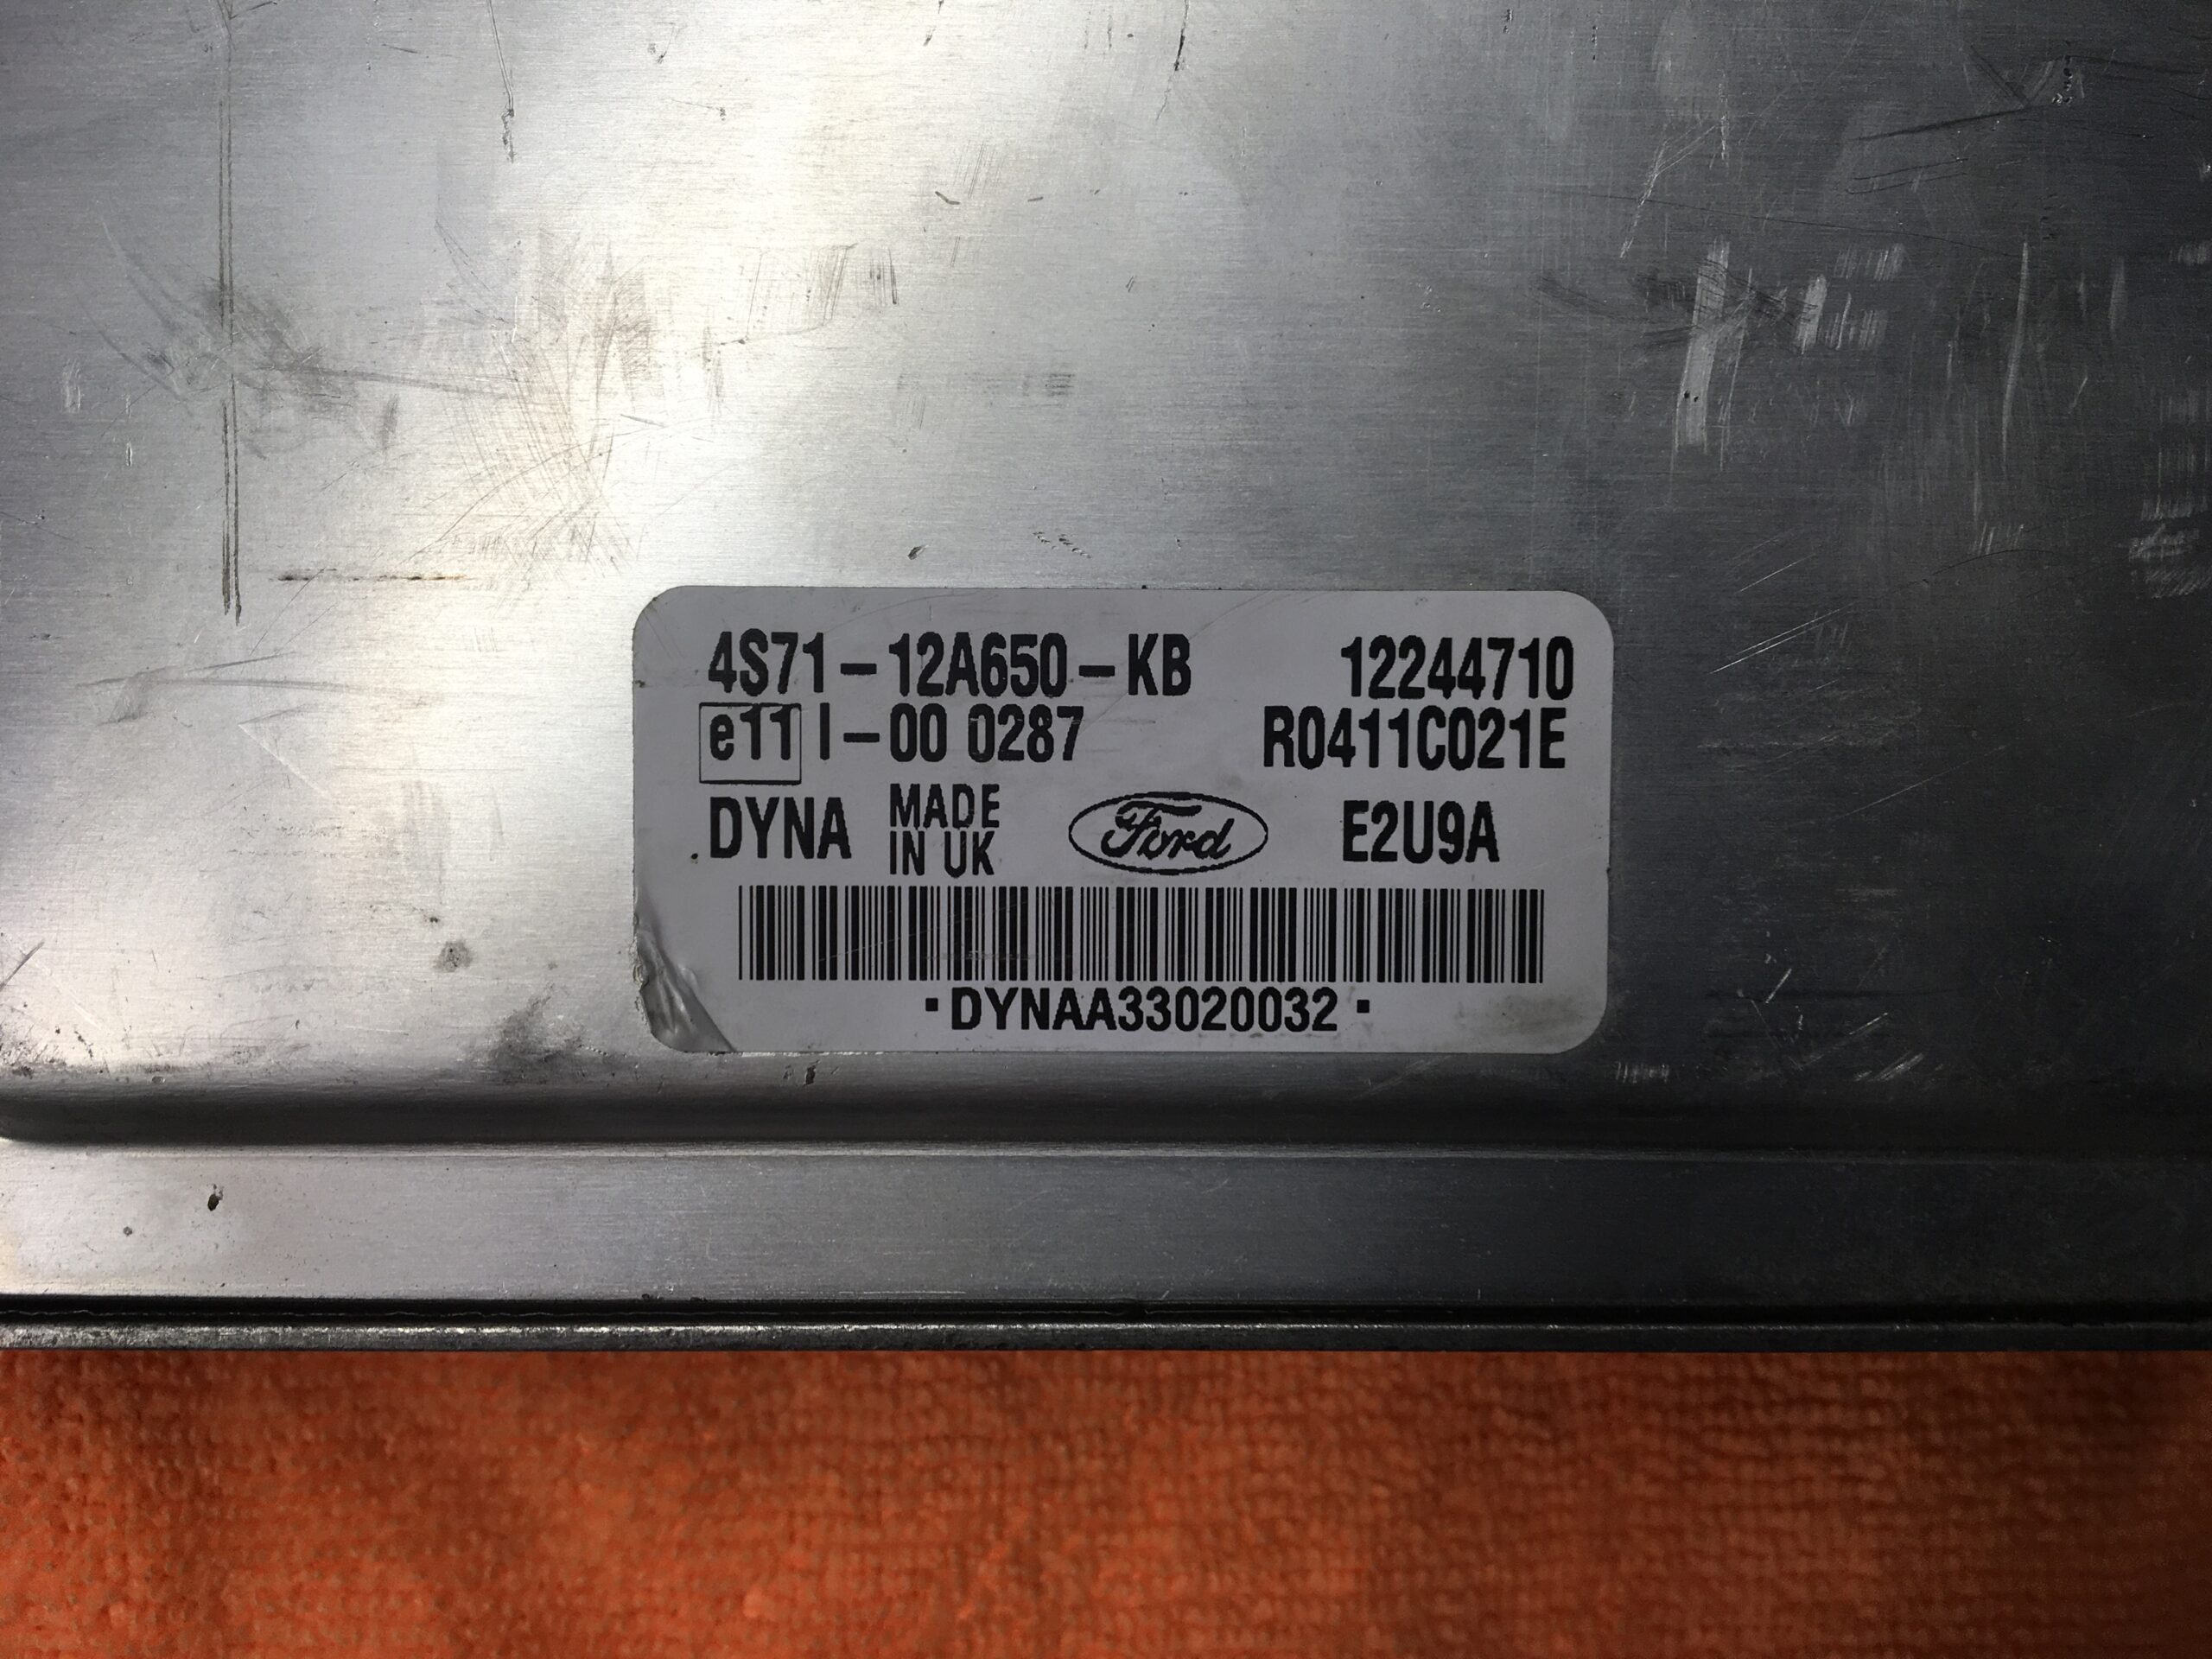 4S71-12A650-KB 12244710
e11 I-00 0287 R0411C021E
DYNA MADE IN UK Ford E2U9A
·DYNAA33020032·